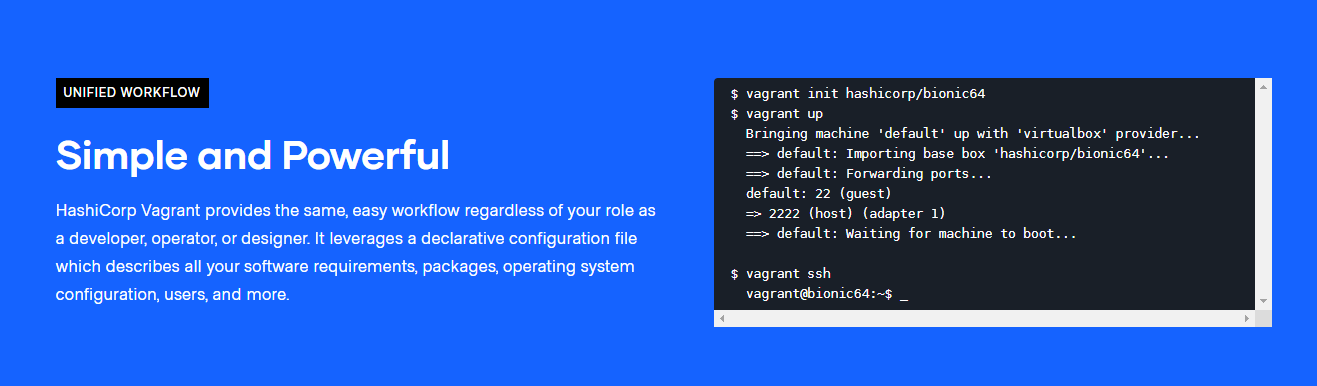 UNIFIED WORKFLOW
Simple and Powerful
HashiCorp Vagrant provides the same, easy workflow regardless of your role as
a developer, operator, or designer. It leverages a declarative configuration file
which describes all your software requirements, packages, operating system
configuration, users, and more.
$ vagrant init hashicorp/bionic64
$ vagrant up
  Bringing machine 'default' up with 'virtualbox' provider...
  ==> default: Importing base box 'hashicorp/bionic64'...
  ==> default: Forwarding ports...
  default: 22 (guest)
  => 2222 (host) (adapter 1)
  ==> default: Waiting for machine to boot...
$ vagrant ssh
  vagrant@bionic64:~$ _